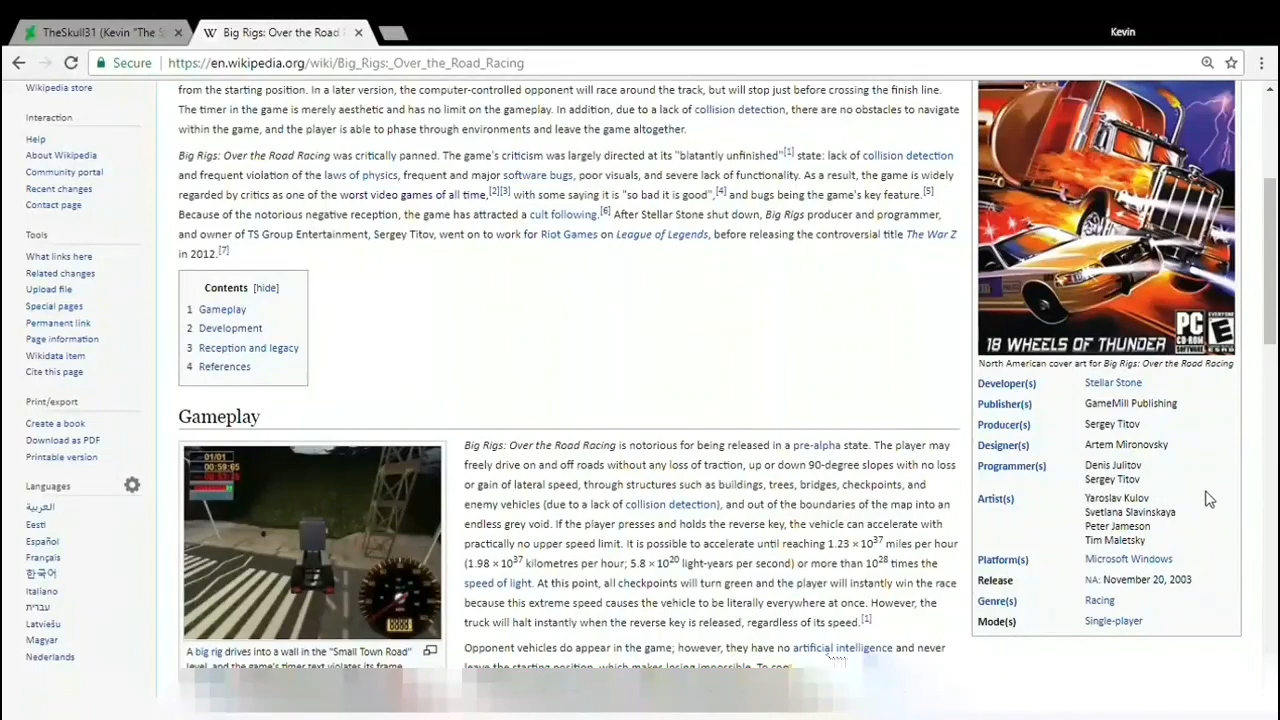 TheSkull31 (Kevin "The S
Big Rigs: Over the Road
Kevin
Secure
https://en.wikipedia.org/wiki/Big_Rigs:_Over_the_Road_Racing
Wikipedia store
Interaction
Help
About Wikipedia
Community portal
Recent changes
Contact page
Tools
What links here
Related changes
Upload file
Special pages
Permanent link
Page information
Wikidata item
Cite this page
Print/export
Create a book
Download as PDF
Printable version
Languages
العربية
Eesti
Español
Français
한국어
Italiano
עברית
Latviešu
Magyar
Nederlands
from the starting position. In a later version, the computer-controlled opponent will race around the track, but will stop just before crossing the finish line.
The timer in the game is merely aesthetic and has no limit on the gameplay. In addition, due to a lack of collision detection, there are no obstacles to navigate
within the game, and the player is able to phase through environments and leave the game altogether.
Big Rigs: Over the Road Racing was critically panned. The game's criticism was largely directed at its "blatantly unfinished"[1] state: lack of collision detection
and frequent violation of the laws of physics, frequent and major software bugs, poor visuals, and severe lack of functionality. As a result, the game is widely
regarded by critics as one of the worst video games of all time,[2][3] with some saying it is "so bad it is good",[4] and bugs being the game's key feature.[5]
Because of the notorious negative reception, the game has attracted a cult following.[6] After Stellar Stone shut down, Big Rigs producer and programmer,
and owner of TS Group Entertainment, Sergey Titov, went on to work for Riot Games on League of Legends, before releasing the controversial title The War Z
in 2012.[7]
Contents [hide]
1 Gameplay
2 Development
3 Reception and legacy
4 References
Gameplay
01/01
00:59:65
A big rig drives into a wall in the "Small Town Road"
level, and the game's timer text violates its frame
Big Rigs: Over the Road Racing is notorious for being released in a pre-alpha state. The player may
freely drive on and off roads without any loss of traction, up or down 90-degree slopes with no loss
or gain of lateral speed, through structures such as buildings, trees, bridges, checkpoints, and
enemy vehicles (due to a lack of collision detection), and out of the boundaries of the map into an
endless grey void. If the player presses and holds the reverse key, the vehicle can accelerate with
practically no upper speed limit. It is possible to accelerate until reaching 1.23 × 10^37 miles per hour
(1.98 × 10^37 kilometres per hour; 5.8 × 10^20 light-years per second) or more than 10^28 times the
speed of light. At this point, all checkpoints will turn green and the player will instantly win the race
because this extreme speed causes the vehicle to be literally everywhere at once. However, the
truck will halt instantly when the reverse key is released, regardless of its speed.[1]
Opponent vehicles do appear in the game; however, they have no artificial intelligence and never
leave the starting position, which makes losing impossible. To
18 WHEELS OF THUNDER
PC
CD-ROM
SOFTWARE
EVERYONE
E
ESRB
North American cover art for Big Rigs: Over the Road Racing
Developer(s) Stellar Stone
Publisher(s) GameMill Publishing
Producer(s) Sergey Titov
Designer(s) Artem Mironovsky
Programmer(s) Denis Julitov
Sergey Titov
Artist(s) Yaroslav Kulov
Svetlana Slavinskaya
Peter Jameson
Tim Maletsky
Platform(s) Microsoft Windows
Release NA: November 20, 2003
Genre(s) Racing
Mode(s) Single-player